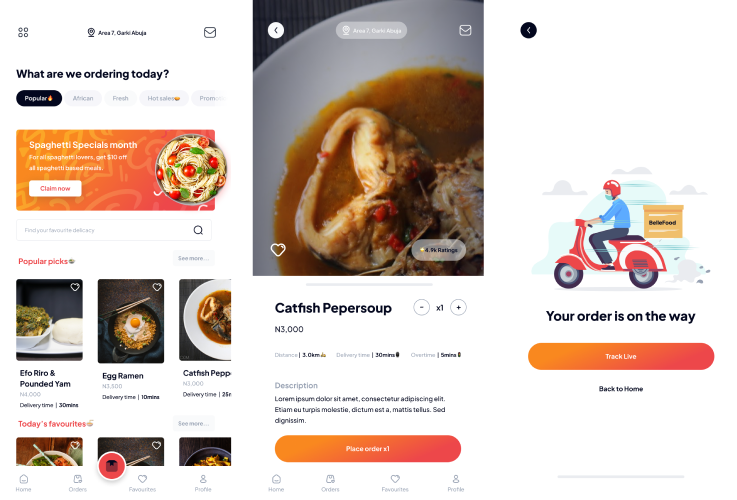 Area 7, Garki Abuja
What are we ordering today?
Popular🔥
African
Fresh
Hot sales
Promo
Spaghetti Specials month
For all spaghetti lovers, get $10 off
all spaghetti based meals.
Claim now
Find your favourite delicacy
Popular picks
See more...
Efo Riro &
Pounded Yam
N4,000
Delivery time | 30mins
Egg Ramen
N3,500
Delivery time | 10mins
Catfish Peppe
N3,000
Delivery time | 25m
Today's favourites
See more...
Home
Orders
Favourites
Profile
Area 7, Garki Abuja
4.9k Ratings
Catfish Pepersoup
- x1 +
N3,000
Distance | 3.0km
Delivery time | 30mins
Overtime | 5mins
Description
Lorem ipsum dolor sit amet, consectetur adipiscing elit.
Etiam eu turpis molestie, dictum est a, mattis tellus. Sed
dignissim.
Place order x1
Home
Orders
Favourites
Profile
BelleFood
Your order is on the way
Track Live
Back to Home